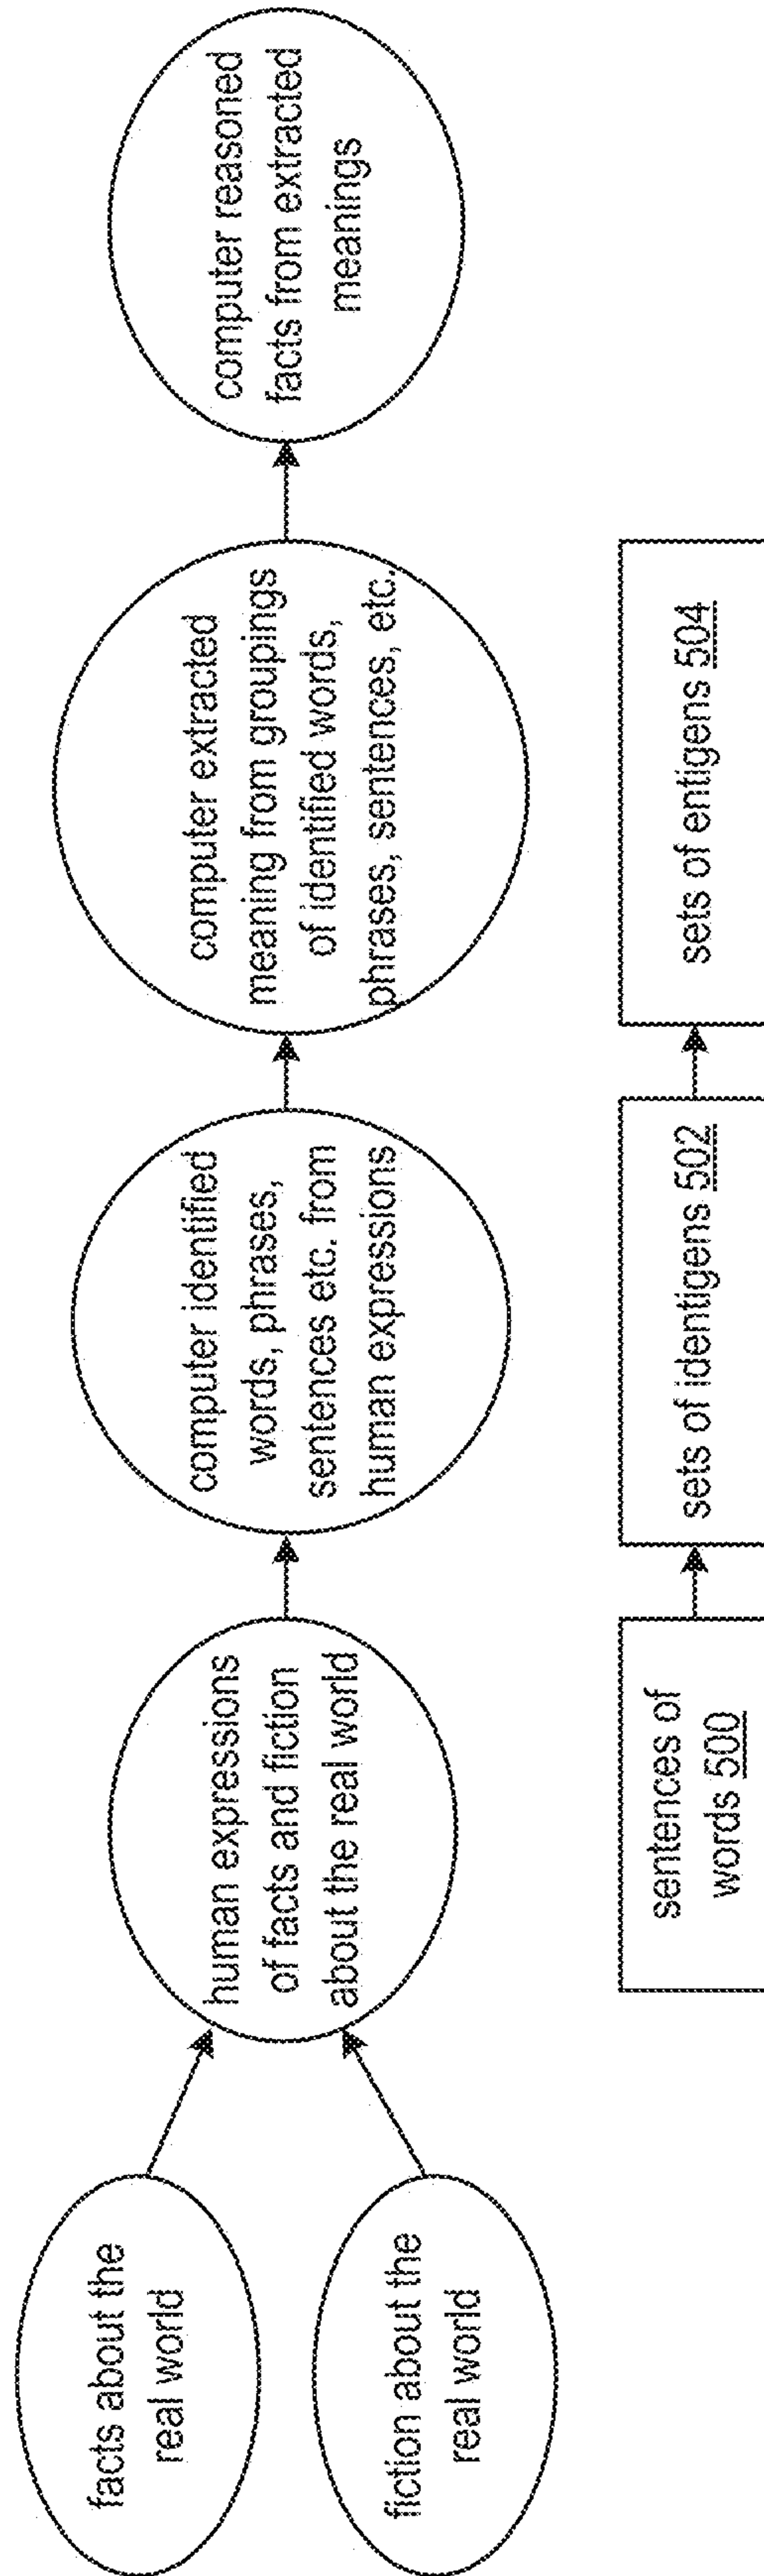 facts about the
real world
fiction about the
real world
human expressions
of facts and fiction
about the real world
computer identified
words, phrases,
sentences etc. from
human expressions
computer extracted
meaning from groupings
of identified words,
phrases, sentences, etc.
computer reasoned
facts from extracted
meanings
sentences of
words 500
sets of identigens 502
sets of entigens 504